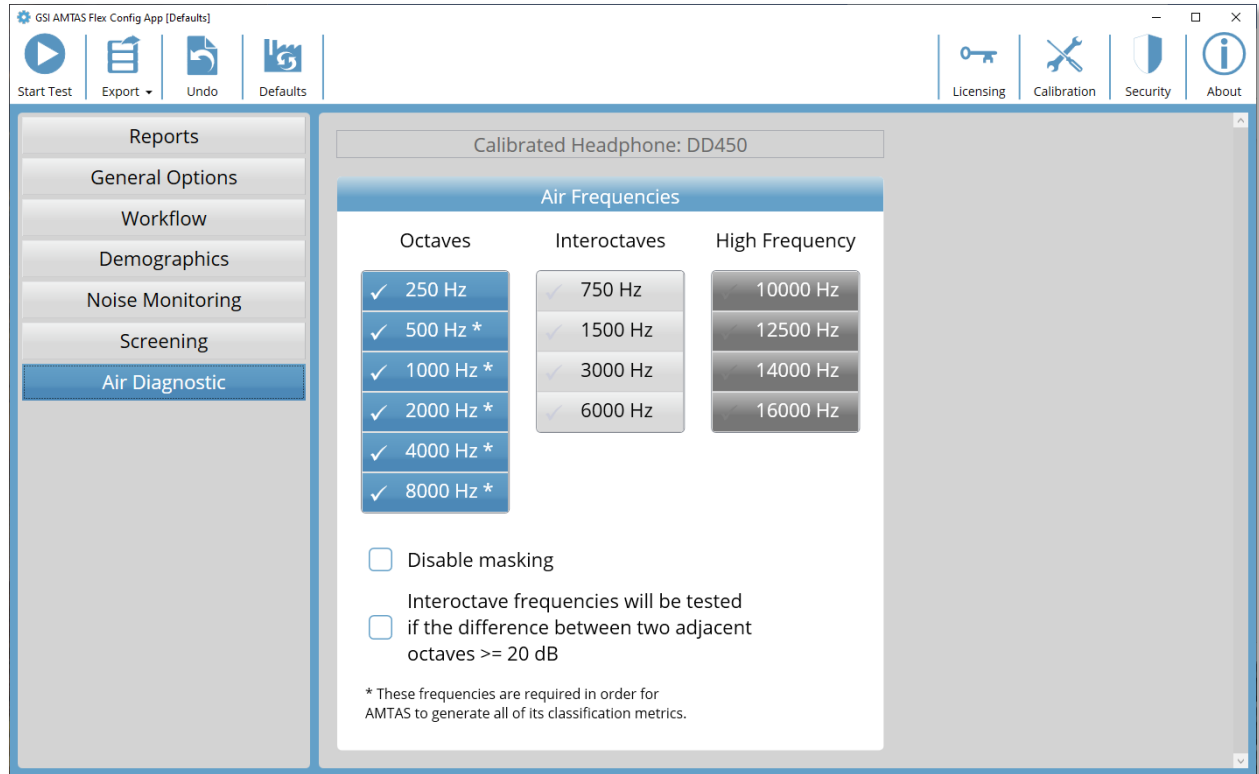 GSI AMTAS Flex Config App [Defaults]
Start Test
Export
Undo
Defaults
Licensing
Calibration
Security
About
Reports
General Options
Workflow
Demographics
Noise Monitoring
Screening
Air Diagnostic
Calibrated Headphone: DD450
Air Frequencies
Octaves
250 Hz
500 Hz *
1000 Hz *
2000 Hz *
4000 Hz *
8000 Hz *
Interoctaves
750 Hz
1500 Hz
3000 Hz
6000 Hz
High Frequency
10000 Hz
12500 Hz
14000 Hz
16000 Hz
Disable masking
Interoctave frequencies will be tested
if the difference between two adjacent
octaves >= 20 dB
* These frequencies are required in order for
AMTAS to generate all of its classification metrics.